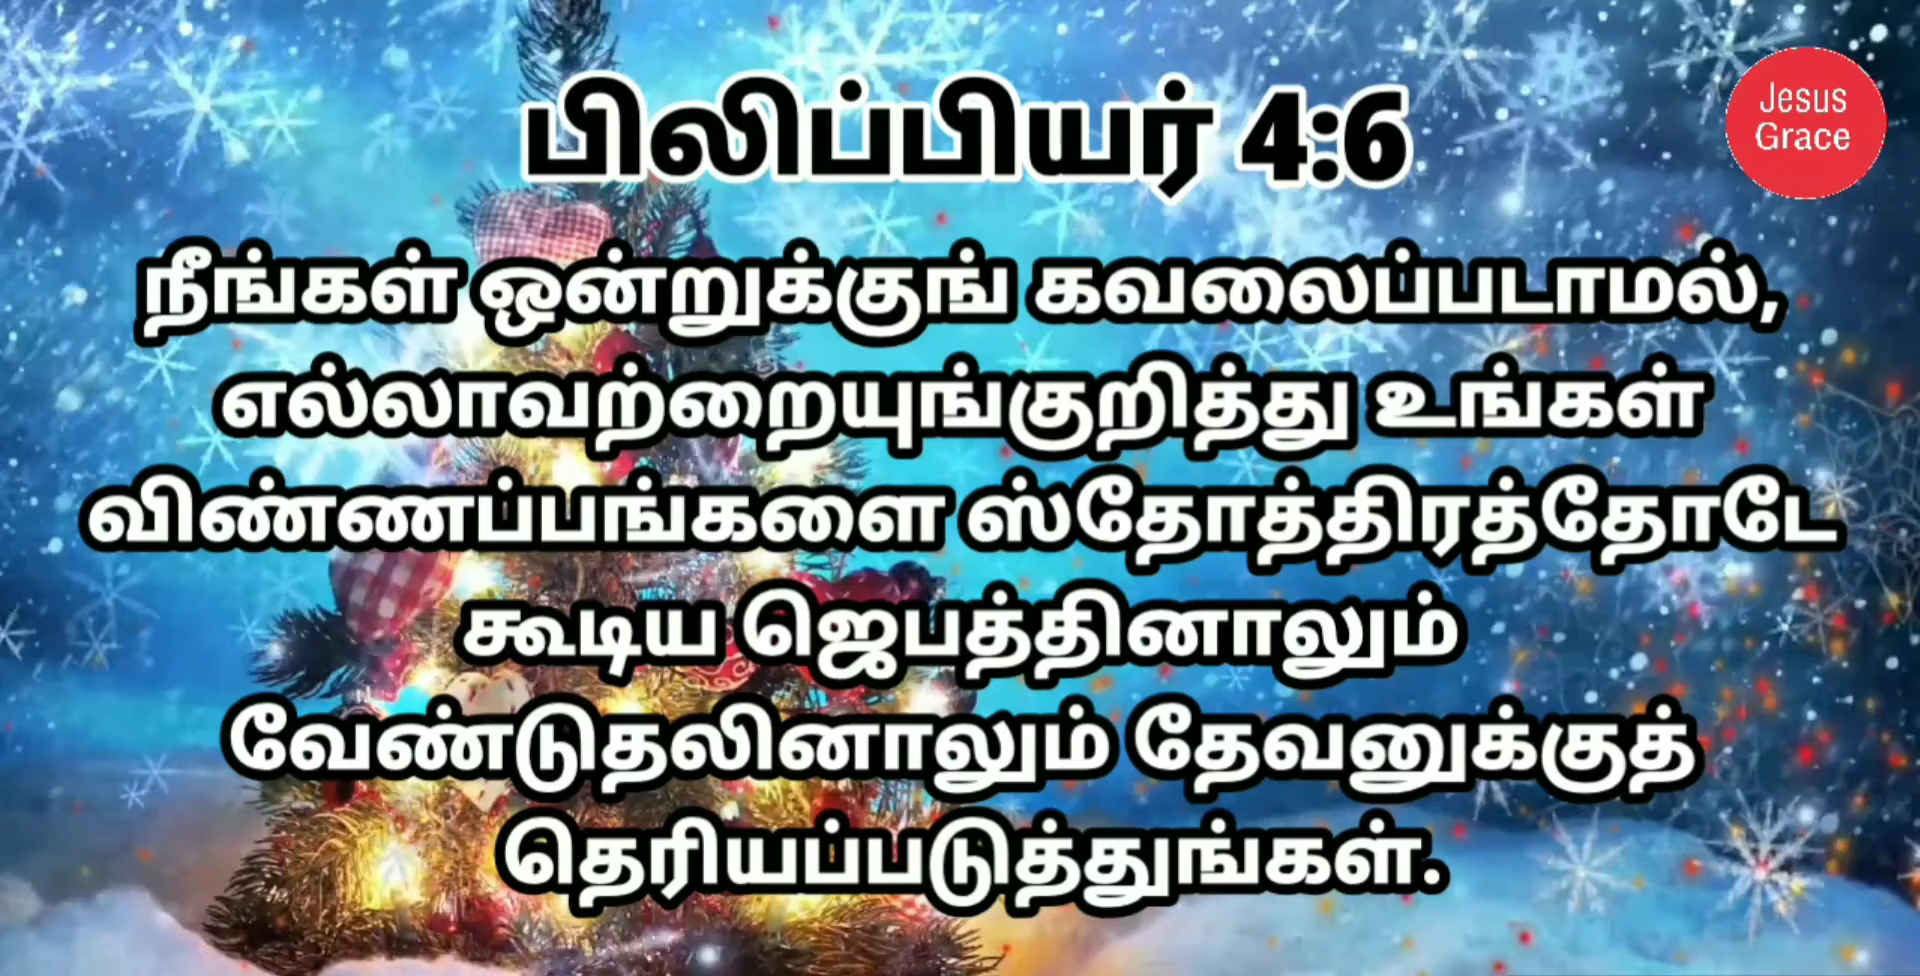 பிலிப்பியர் 4:6
Jesus
Grace
நீங்கள் ஒன்றுக்குங் கவலைப்படாமல்,
எல்லாவற்றையுங்குறித்து உங்கள்
விண்ணப்பங்களை ஸ்தோத்திரத்தோடே
கூடிய ஜெபத்தினாலும்
வேண்டுதலினாலும் தேவனுக்குத்
தெரியப்படுத்துங்கள்.